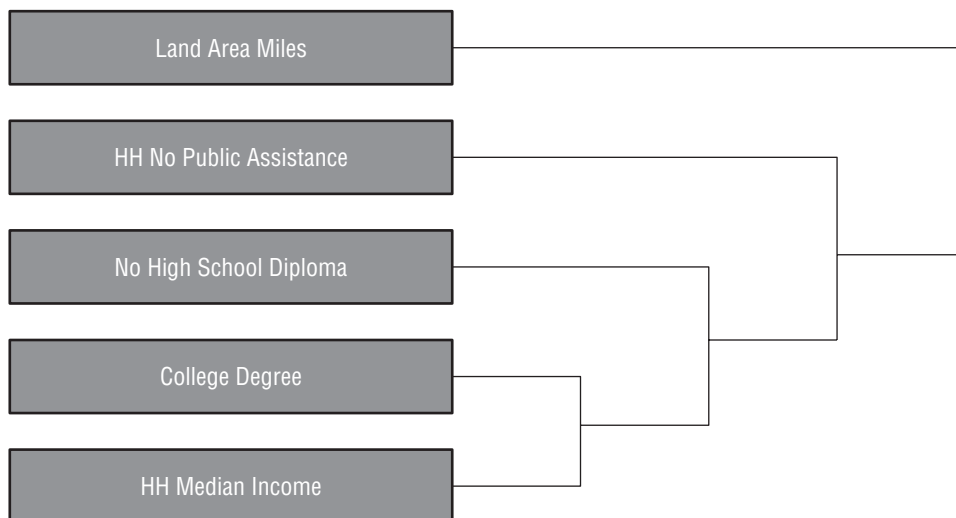 Land Area Miles
HH No Public Assistance
No High School Diploma
College Degree
HH Median Income